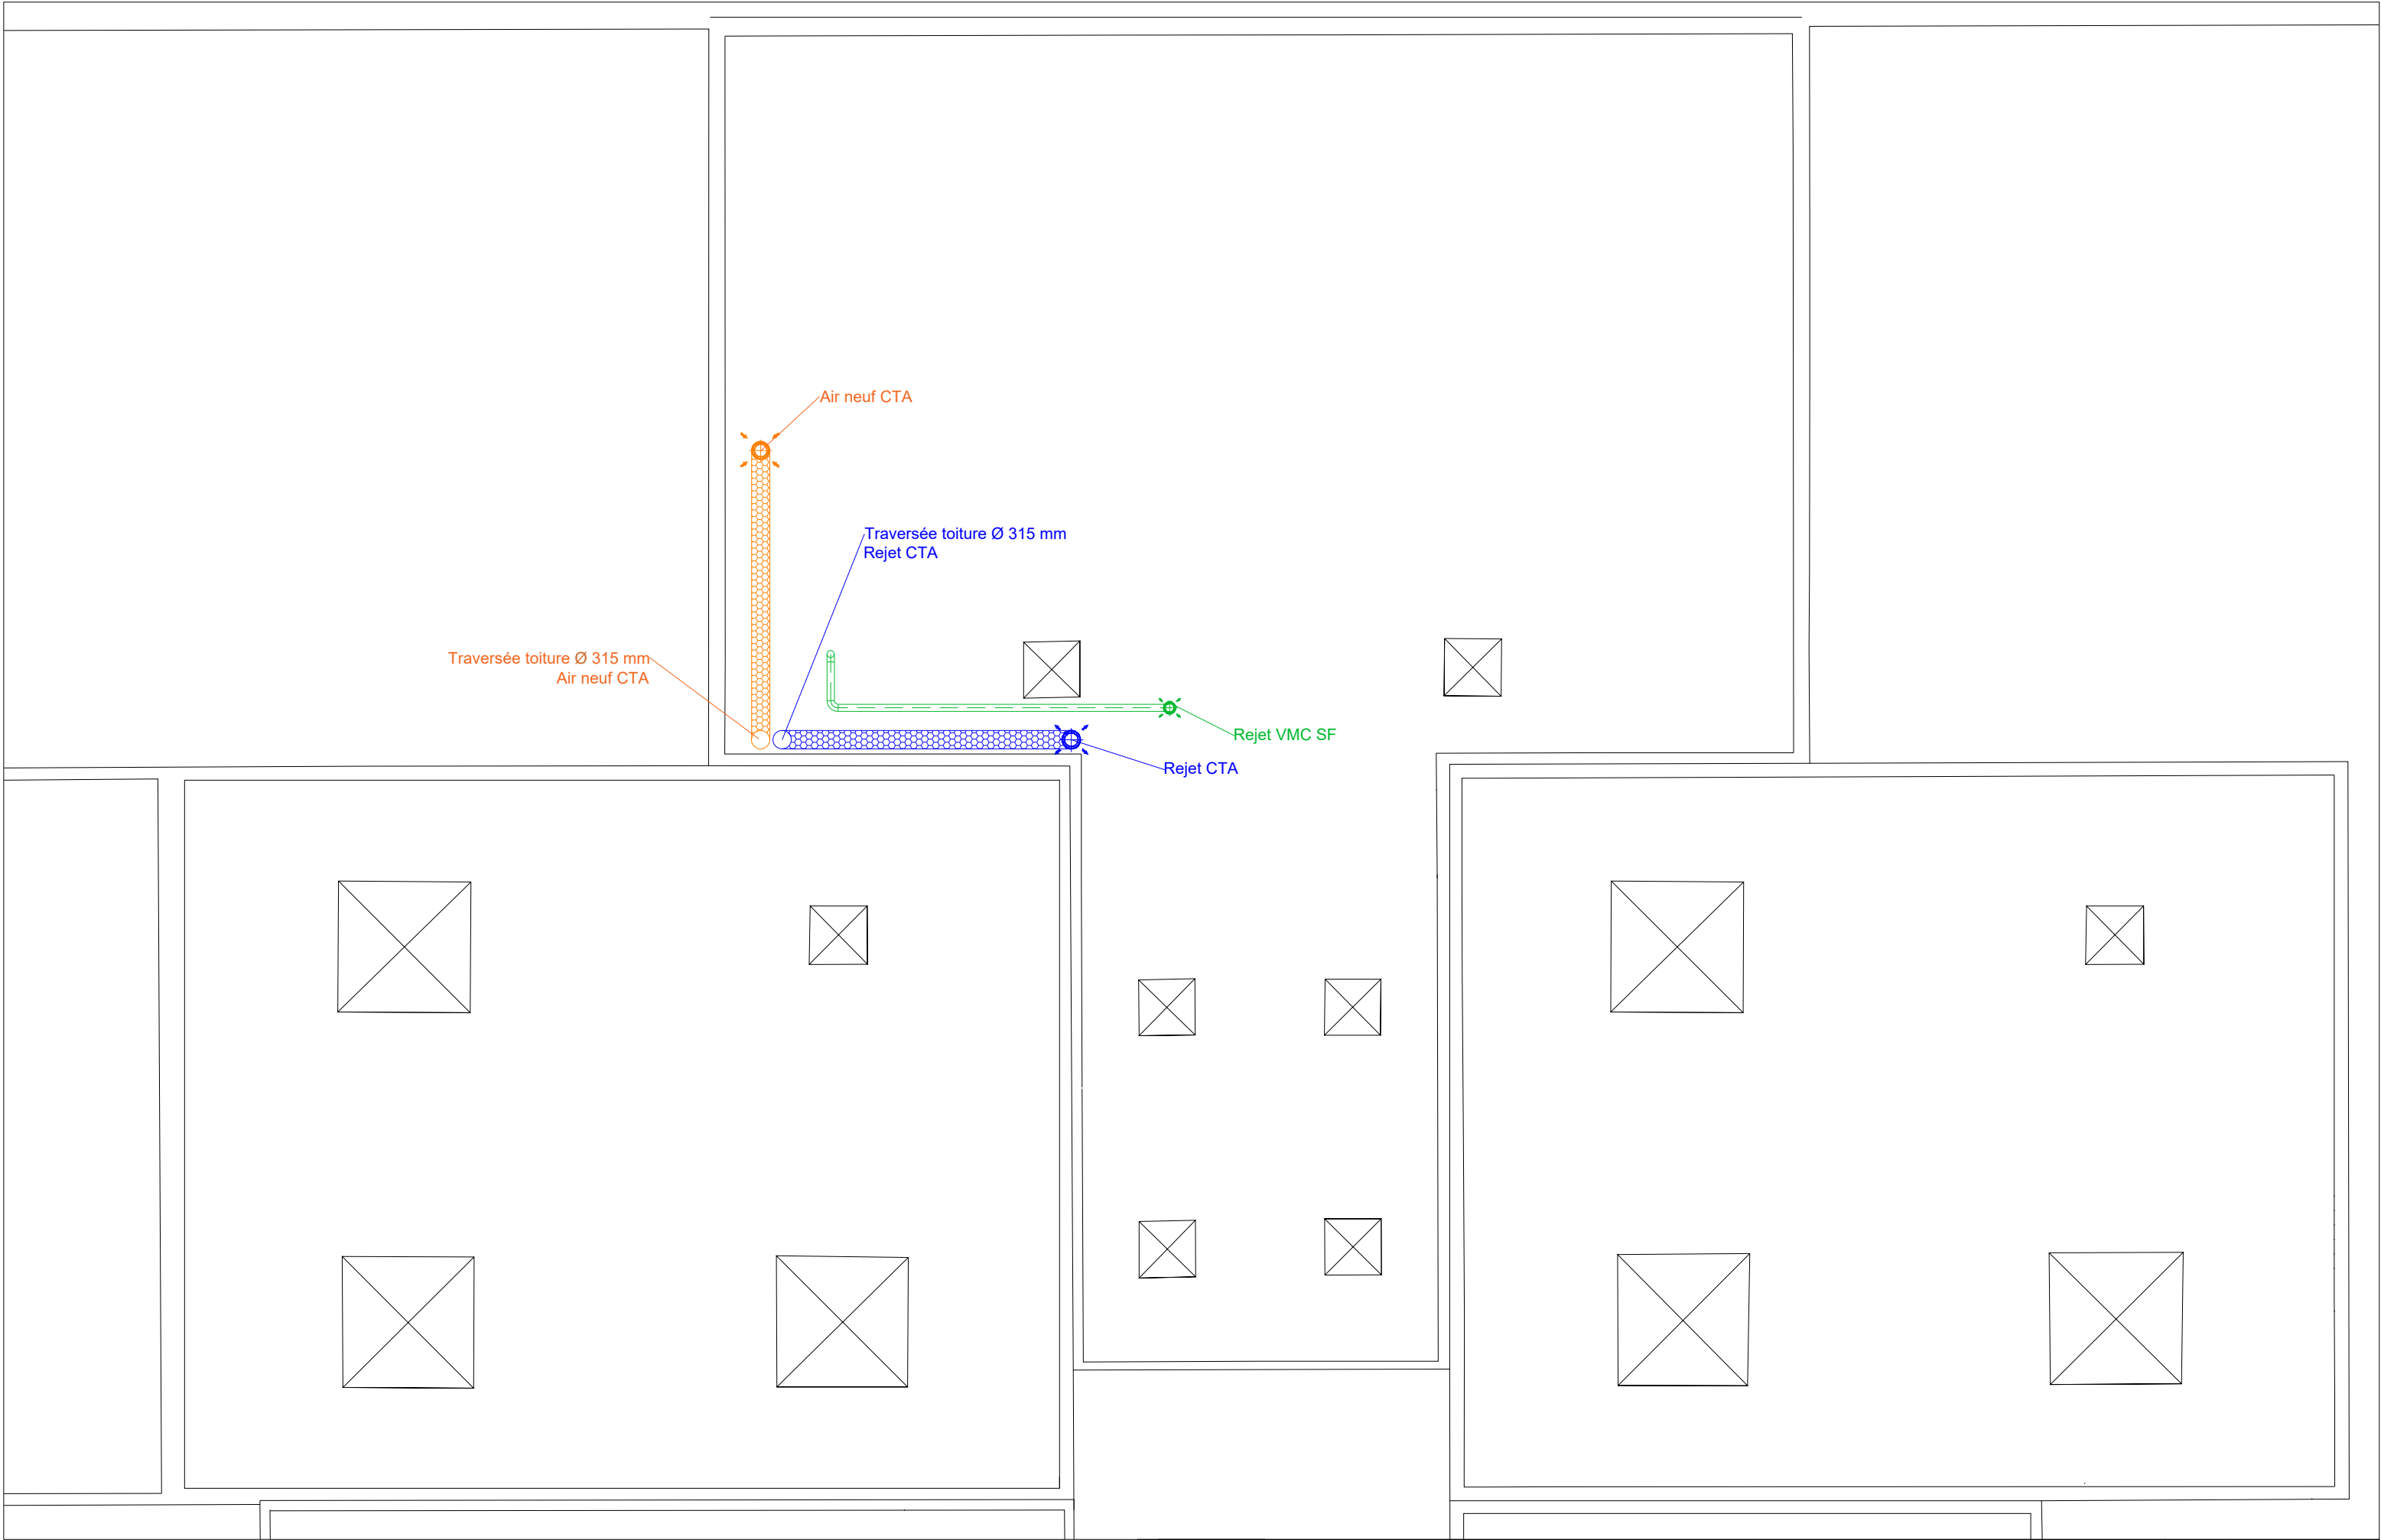 Air neuf CTA
Traversée toiture Ø 315 mm
Rejet CTA
Traversée toiture Ø 315 mm
Air neuf CTA
Rejet VMC SF
Rejet CTA